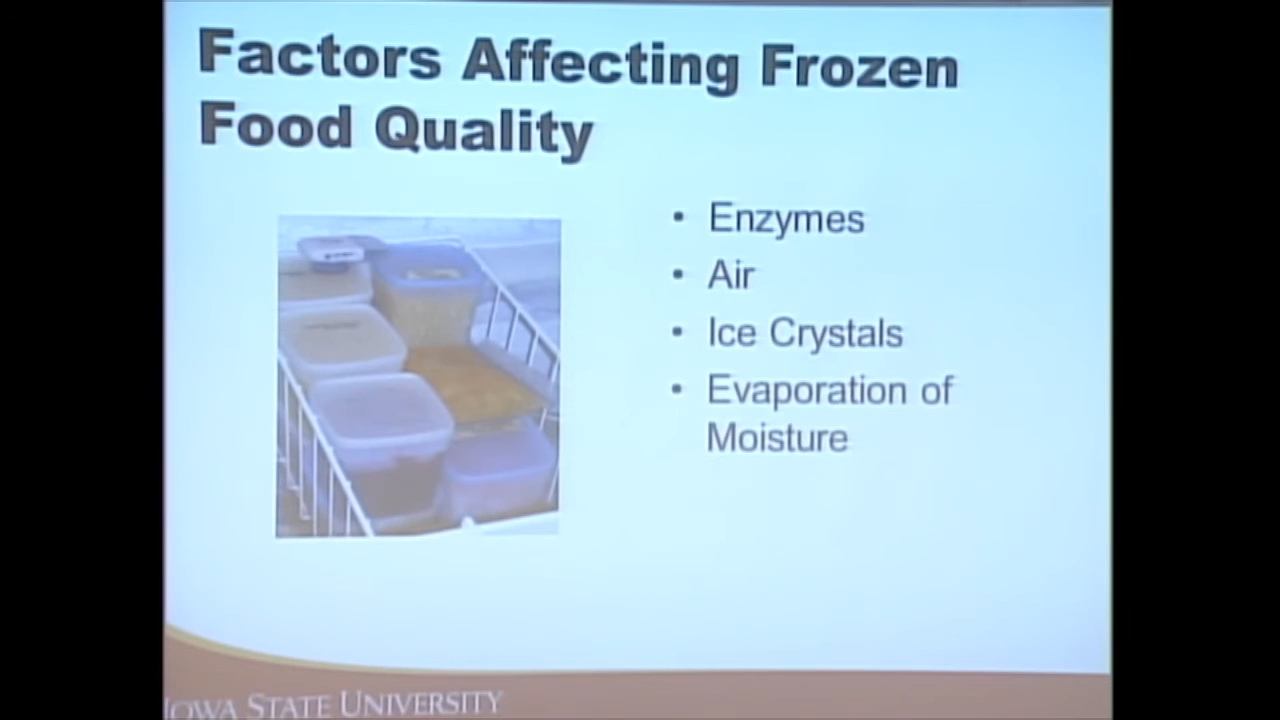 Factors Affecting Frozen
Food Quality
• Enzymes
• Air
• Ice Crystals
• Evaporation of
Moisture
IOWA STATE UNIVERSITY